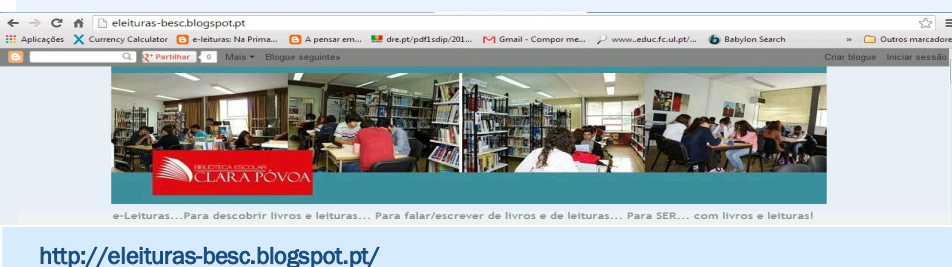 eleituras-besc.blogspot.pt
Aplicações Currency Calculator e-leituras: Na Prima... A pensar em... dre.pt/pdf1sdip/201... Gmail - Compor me... www..educ.fc.ul.pt/... Babylon Search » Outros marcadore
Partilhar 0 Mais Blogue seguinte» Criar blogue Iniciar sessão
BIBLIOTECA ESCOLAR
CLARA PÓVOA
e-Leituras...Para descobrir livros e leituras... Para falar/escrever de livros e de leituras... Para SER... com livros e leituras!
http://eleituras-besc.blogspot.pt/